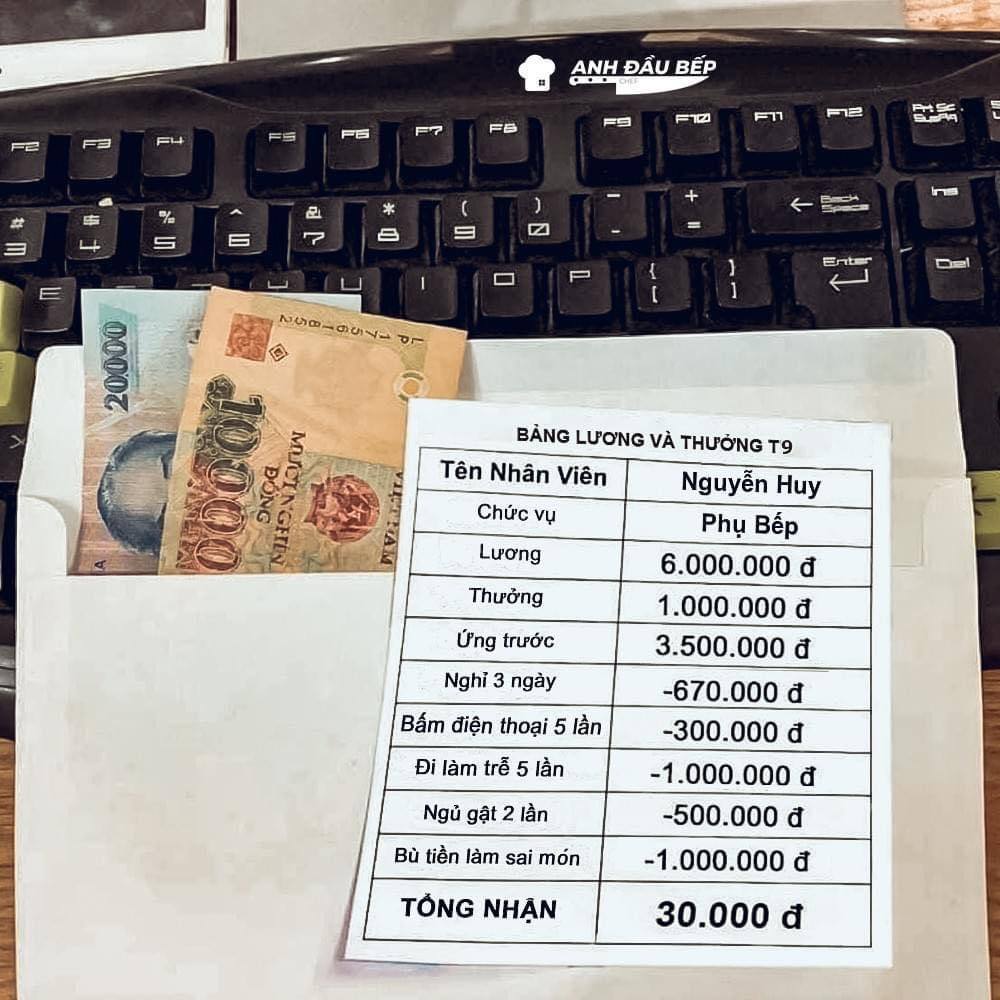 ANH ĐẦU BẾP
CHEF
F2 F3 F4 F5 F6 F7 F8 F9 F10 F11 F12 Prt Sc SysRq
# 3 $ 4 % 5 ^ 6 & 7 * 8 ( 9 ) 0 _ - + = ← Back Space Ins
E U I O P { [ } ] Enter Del
20000
LP 17561852
10000
MƯỜI NGHÌN
ĐỒNG
VIỆT NAM
A
BẢNG LƯƠNG VÀ THƯỞNG T9
Tên Nhân Viên Nguyễn Huy
Chức vụ Phụ Bếp
Lương 6.000.000 đ
Thưởng 1.000.000 đ
Ứng trước 3.500.000 đ
Nghỉ 3 ngày -670.000 đ
Bấm điện thoại 5 lần -300.000 đ
Đi làm trễ 5 lần -1.000.000 đ
Ngủ gật 2 lần -500.000 đ
Bù tiền làm sai món -1.000.000 đ
TỔNG NHẬN 30.000 đ